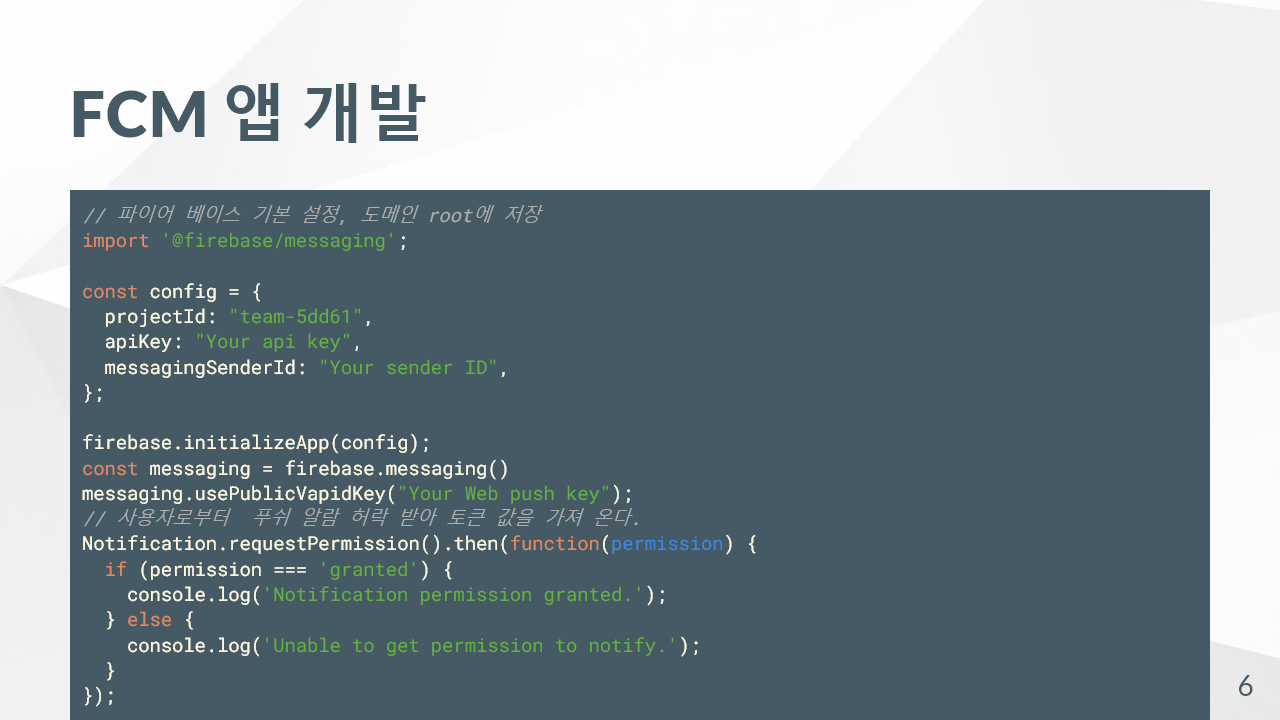 FCM 앱 개발
// 파이어 베이스 기본 설정, 도메인 root에 저장
import '@firebase/messaging';
const config = {
  projectId: "team-5dd61",
  apiKey: "Your api key",
  messagingSenderId: "Your sender ID",
};
firebase.initializeApp(config);
const messaging = firebase.messaging()
messaging.usePublicVapidKey("Your Web push key");
// 사용자로부터  푸쉬 알람 허락 받아 토큰 값을 가져 온다.
Notification.requestPermission().then(function(permission) {
  if (permission === 'granted') {
    console.log('Notification permission granted.');
  } else {
    console.log('Unable to get permission to notify.');
  }
});
6